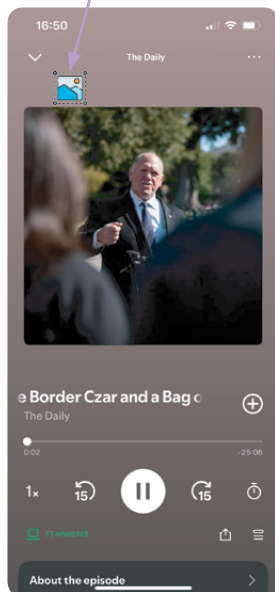 16:50
The Daily
e Border Czar and a Bag o
The Daily
0:02
-25:06
1x
15
15
About the episode